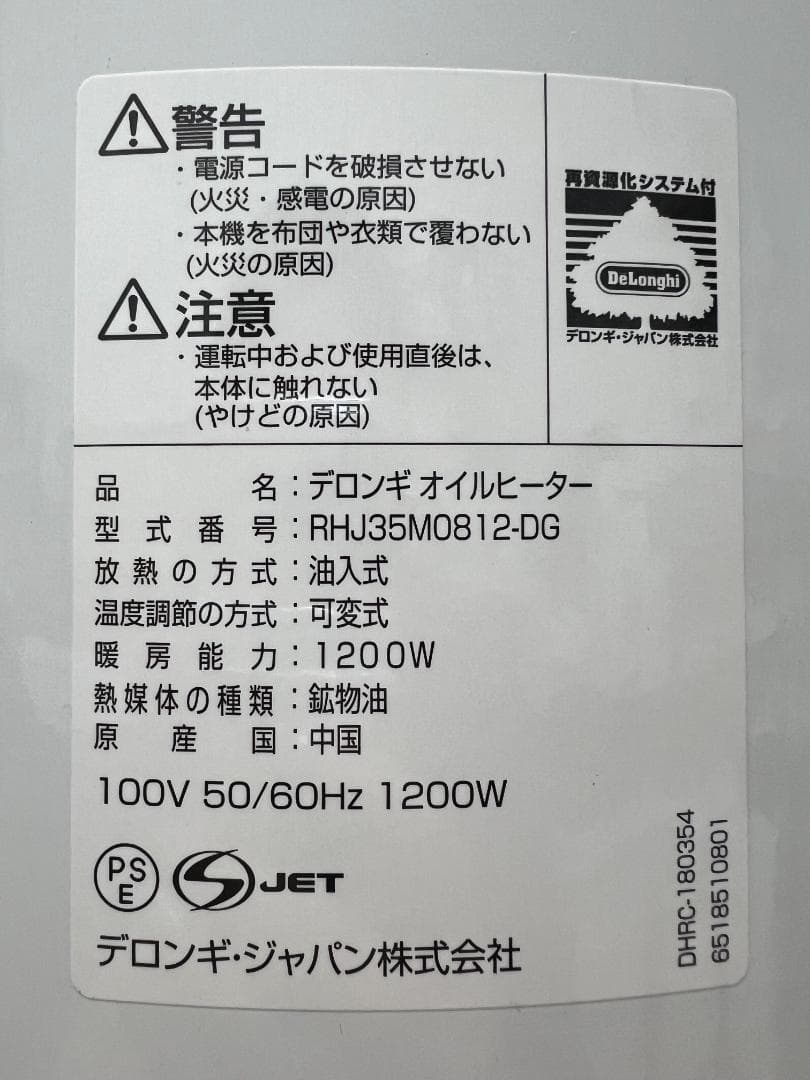 警告
・電源コードを破損させない
(火災・感電の原因)
・本機を布団や衣類で覆わない
(火災の原因)
注意
・運転中および使用直後は、
本体に触れない
(やけどの原因)
再資源化システム付
DeLonghi
デロンギ・ジャパン株式会社
品名：デロンギ オイルヒーター
型式番号：RHJ35M0812-DG
放熱の方式：油入式
温度調節の方式：可変式
暖房能力：1200W
熱媒体の種類：鉱物油
原産国：中国
100V 50/60Hz 1200W
PS
E
S JET
デロンギ・ジャパン株式会社
DHRC-180354
6518510801